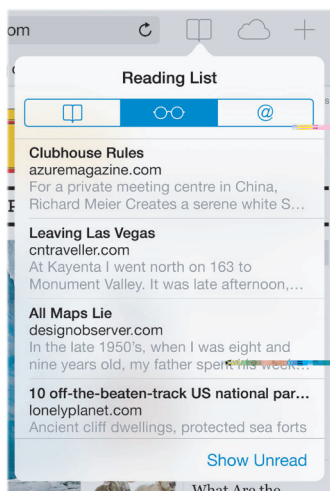 om
Reading List
@
Clubhouse Rules
azuremagazine.com
For a private meeting centre in China,
Richard Meier Creates a serene white S…
Leaving Las Vegas
cntraveller.com
At Kayenta I went north on 163 to
Monument Valley. It was late afternoon,…
All Maps Lie
designobserver.com
In the late 1950's, when I was eight and
nine years old, my father spent his week…
10 off-the-beaten-track US national par…
lonelyplanet.com
Ancient cliff dwellings, protected sea forts
Show Unread
What Are the